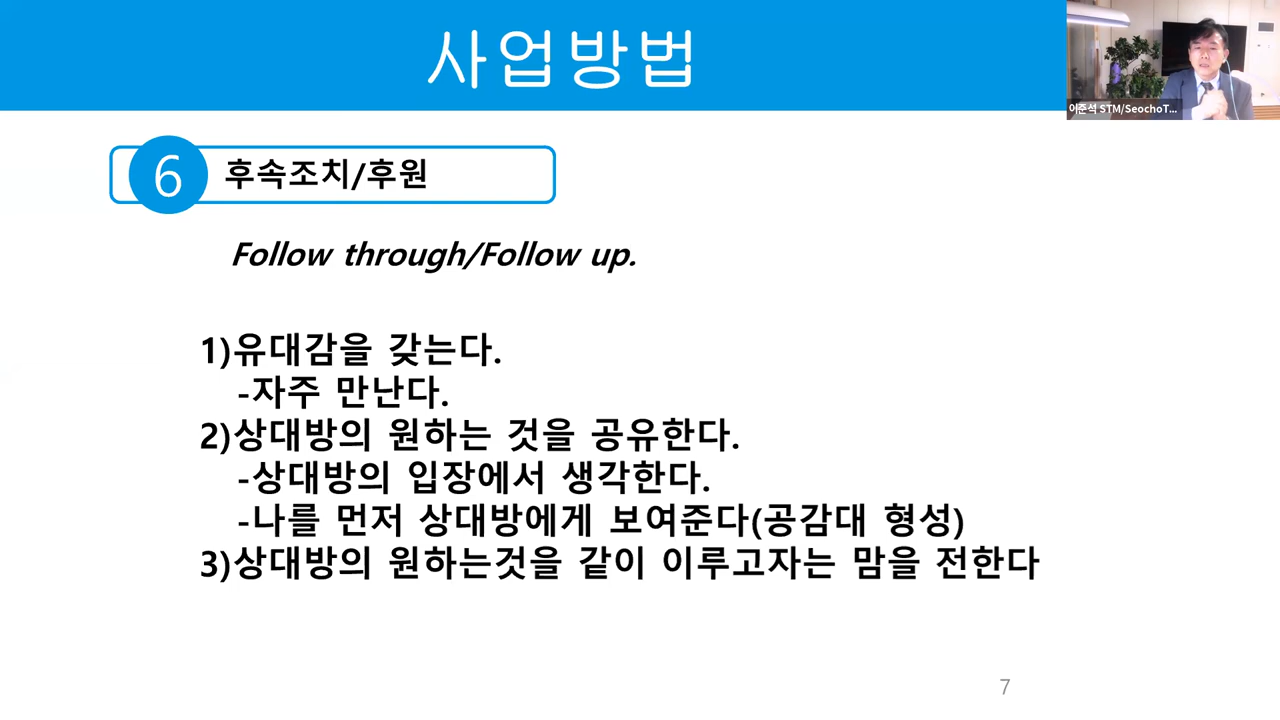 사업방법
이준석 STM/SeochoT...
6 후속조치/후원
Follow through/Follow up.
1)유대감을 갖는다.
-자주 만난다.
2)상대방의 원하는 것을 공유한다.
-상대방의 입장에서 생각한다.
-나를 먼저 상대방에게 보여준다(공감대 형성)
3)상대방의 원하는것을 같이 이루고자는 맘을 전한다
7